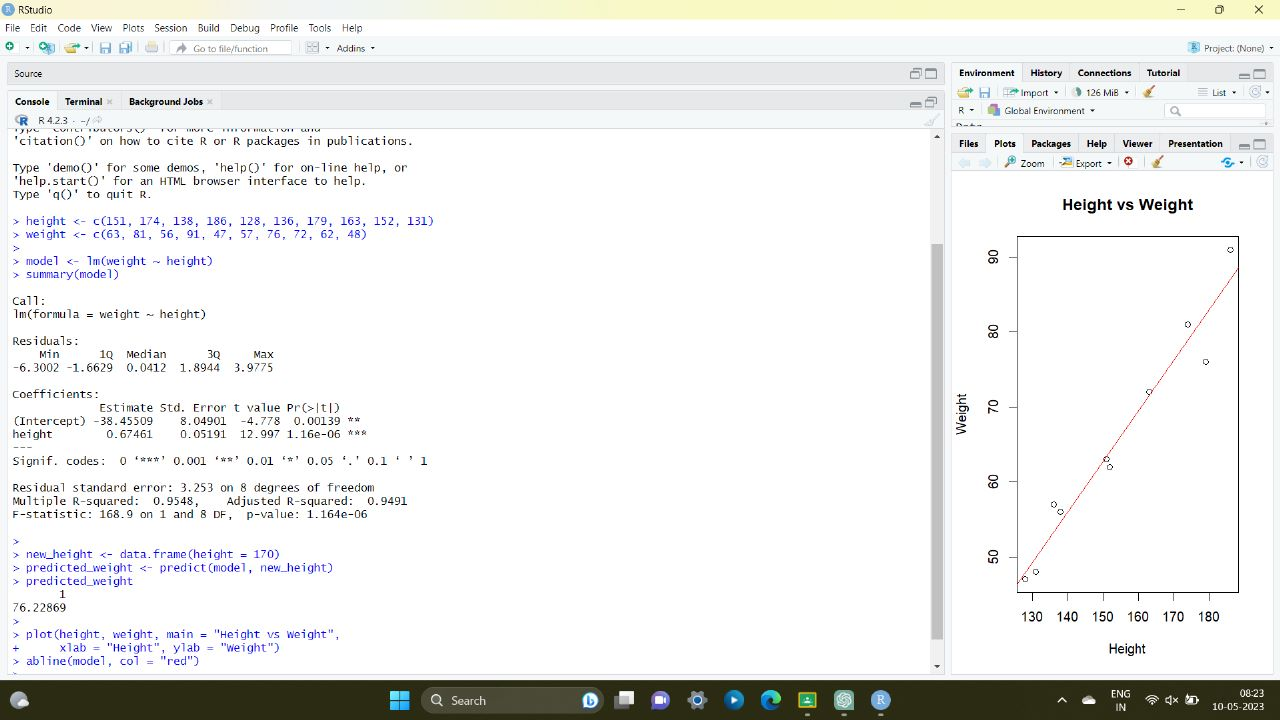 RStudio
File Edit Code View Plots Session Build Debug Profile Tools Help
Go to file/function Addins Project: (None)
Source
Console Terminal Background Jobs
R 4.2.3 · ~/
Type 'contributors()' for more information and
'citation()' on how to cite R or R packages in publications.
Type 'demo()' for some demos, 'help()' for on-line help, or
'help.start()' for an HTML browser interface to help.
Type 'q()' to quit R.
> height <- c(151, 174, 138, 186, 128, 136, 179, 163, 152, 131)
> weight <- c(63, 81, 56, 91, 47, 57, 76, 72, 62, 48)
>
> model <- lm(weight ~ height)
> summary(model)
Call:
lm(formula = weight ~ height)
Residuals:
Min 1Q Median 3Q Max
-6.3002 -1.6629 0.0412 1.8944 3.9775
Coefficients:
Estimate Std. Error t value Pr(>|t|)
(Intercept) -38.45509 8.04901 -4.778 0.00139 **
height 0.67461 0.05191 12.997 1.16e-06 ***
---
Signif. codes: 0 ‘***’ 0.001 ‘**’ 0.01 ‘*’ 0.05 ‘.’ 0.1 ‘ ’ 1
Residual standard error: 3.253 on 8 degrees of freedom
Multiple R-squared: 0.9548, Adjusted R-squared: 0.9491
F-statistic: 168.9 on 1 and 8 DF, p-value: 1.164e-06
>
> new_height <- data.frame(height = 170)
> predicted_weight <- predict(model, new_height)
> predicted_weight
1
76.22869
>
> plot(height, weight, main = "Height vs Weight",
+ xlab = "Height", ylab = "Weight")
> abline(model, col = "red")
Environment History Connections Tutorial
Import 126 MiB List
R Global Environment
Files Plots Packages Help Viewer Presentation
Zoom Export
Height vs Weight
90
80
70
60
50
Weight
130 140 150 160 170 180
Height
Search
ENG
IN
08:23
10-05-2023